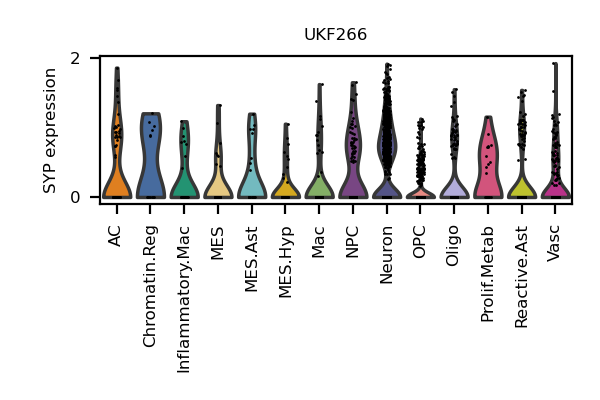 UKF266
SYP expression
2
0
AC
Chromatin.Reg
Inflammatory.Mac
MES
MES.Ast
MES.Hyp
Mac
NPC
Neuron
OPC
Oligo
Prolif.Metab
Reactive.Ast
Vasc